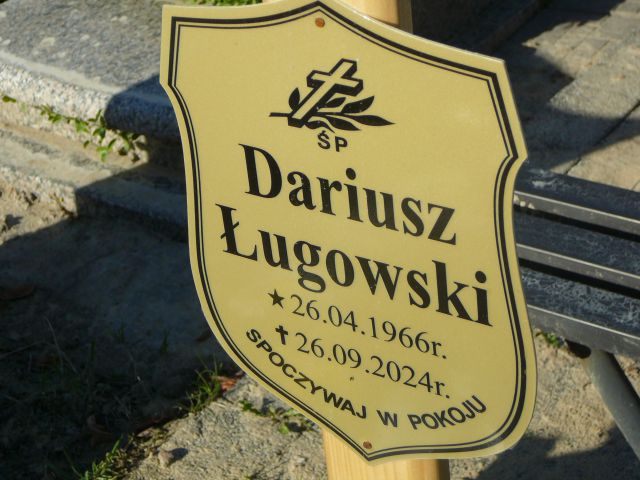 ŚP
Dariusz
Ługowski
★26.04.1966r.
✝26.09.2024r.
SPOCZYWAJ W POKOJU